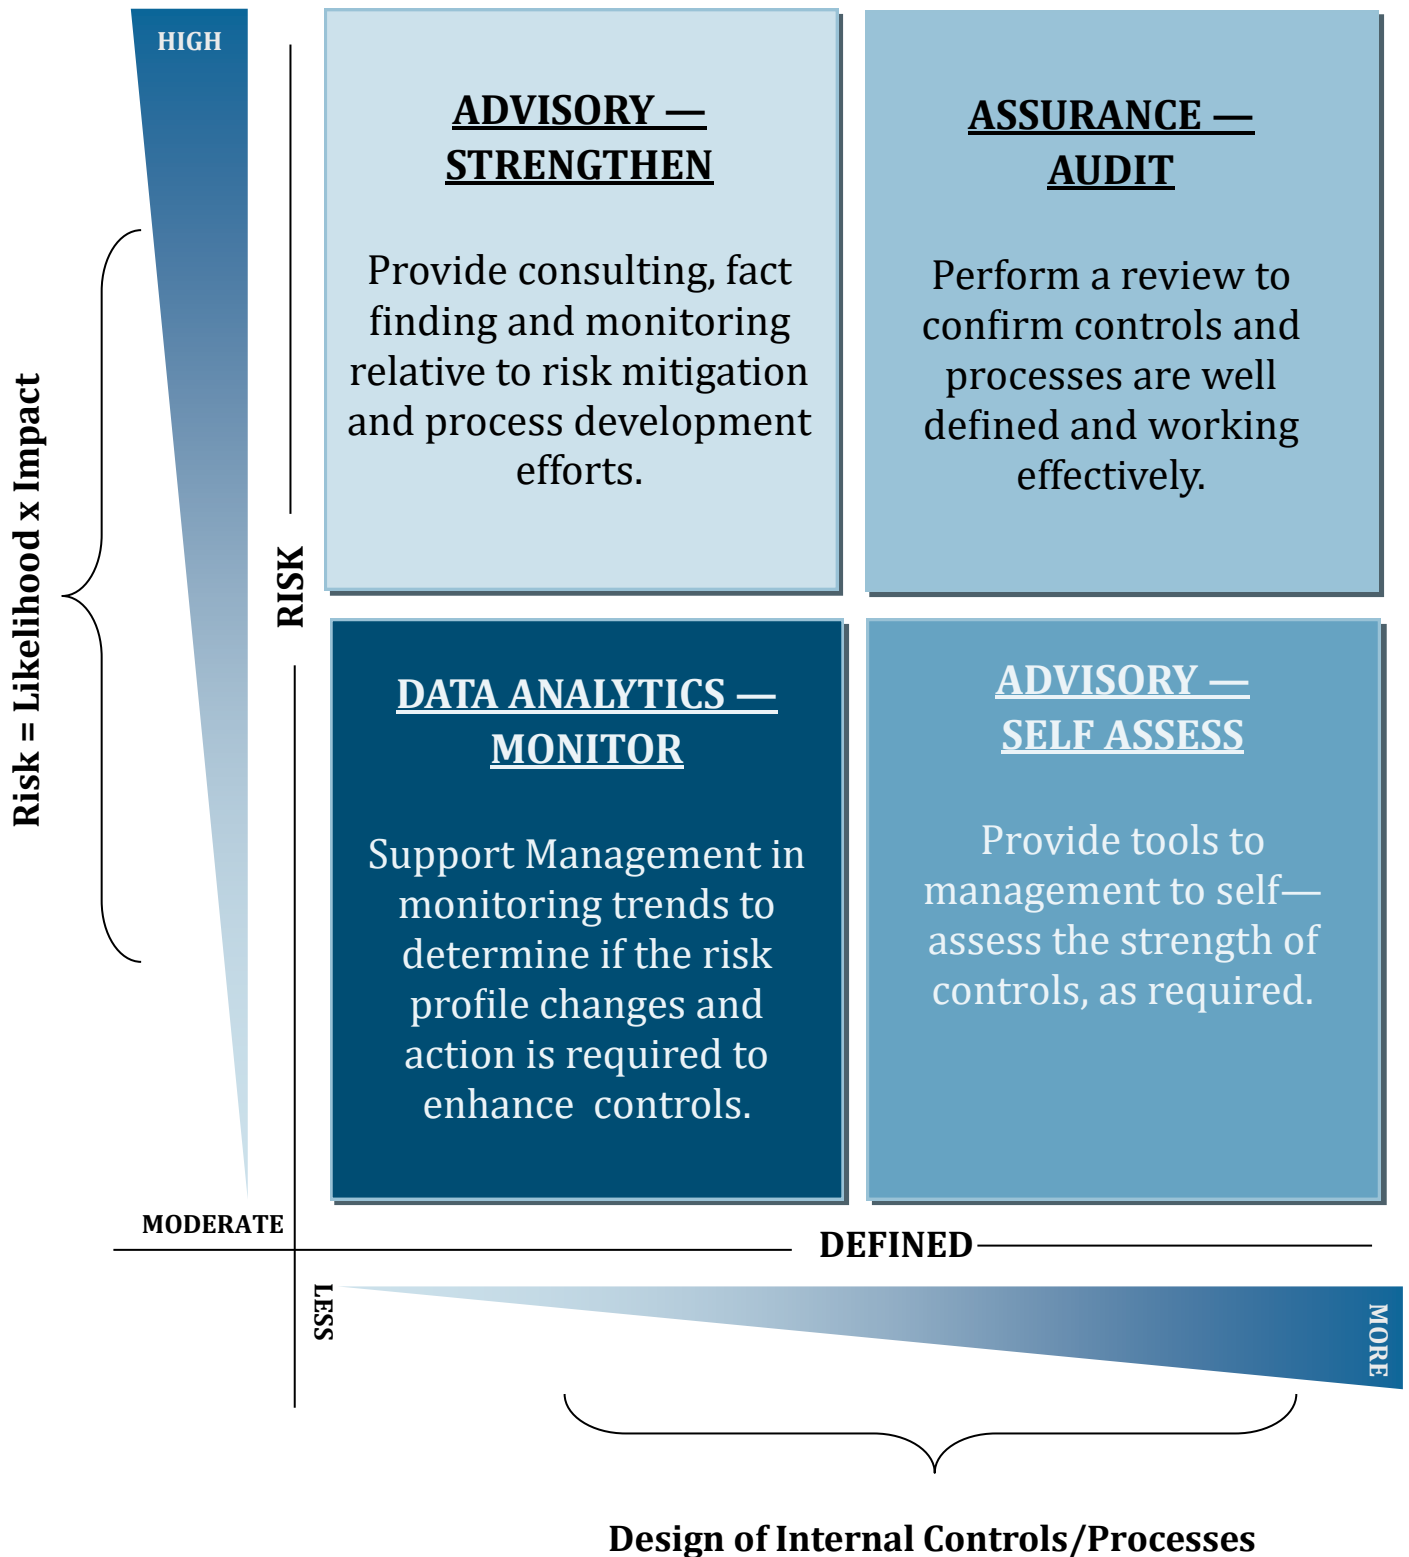 HIGH
Risk = Likelihood x Impact
RISK
ADVISORY —
STRENGTHEN
Provide consulting, fact
finding and monitoring
relative to risk mitigation
and process development
efforts.
ASSURANCE —
AUDIT
Perform a review to
confirm controls and
processes are well
defined and working
effectively.
DATA ANALYTICS —
MONITOR
Support Management in
monitoring trends to
determine if the risk
profile changes and
action is required to
enhance  controls.
ADVISORY —
SELF ASSESS
Provide tools to
management to self—
assess the strength of
controls, as required.
MODERATE
DEFINED
LESS
MORE
Design of Internal Controls/Processes